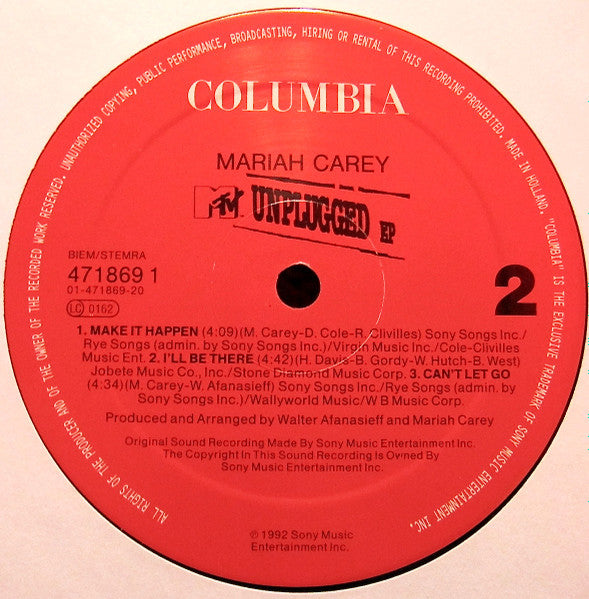 ALL RIGHTS OF THE PRODUCER AND OF THE OWNER OF THE RECORDED WORK RESERVED. UNAUTHORIZED COPYING, PUBLIC PERFORMANCE, BROADCASTING, HIRING OR RENTAL OF THIS RECORDING PROHIBITED. MADE IN HOLLAND. "COLUMBIA" IS THE EXCLUSIVE TRADEMARK OF SONY MUSIC ENTERTAINMENT INC.
COLUMBIA
MARIAH CAREY
MTV UNPLUGGED EP
BIEM/STEMRA
471869 1
01-471869-20
LC 0162
2
1. MAKE IT HAPPEN (4:09)(M. Carey-D. Cole-R. Clivilles) Sony Songs Inc./
Rye Songs (admin. by Sony Songs Inc.)/Virgin Music Inc./Cole-Clivilles
Music Ent. 2. I'LL BE THERE (4:42)(H. Davis-B. Gordy-W. Hutch-B. West)
Jobete Music Co., Inc./Stone Diamond Music Corp. 3. CAN'T LET GO
(4:34)(M. Carey-W. Afanasieff) Sony Songs Inc./Rye Songs (admin. by
Sony Songs Inc.)/Wallyworld Music/W B Music Corp.
Produced and Arranged by Walter Afanasieff and Mariah Carey
Original Sound Recording Made By Sony Music Entertainment Inc.
The Copyright In This Sound Recording Is Owned By
Sony Music Entertainment Inc.
℗ 1992 Sony Music
Entertainment Inc.